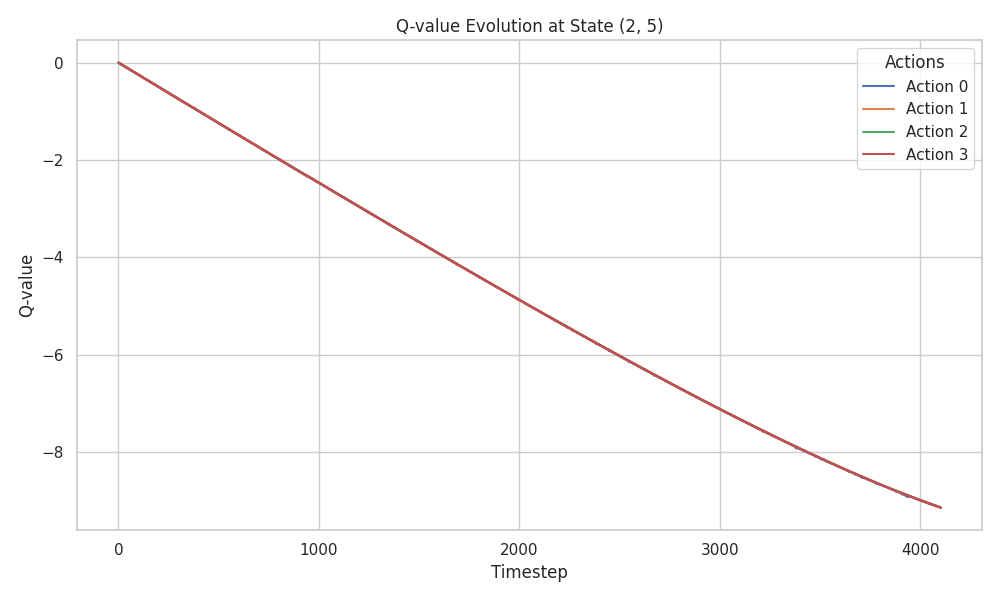 Q-value Evolution at State (2, 5)
Actions
Action 0
Action 1
Action 2
Action 3
Q-value
0
−2
−4
−6
−8
0 1000 2000 3000 4000
Timestep